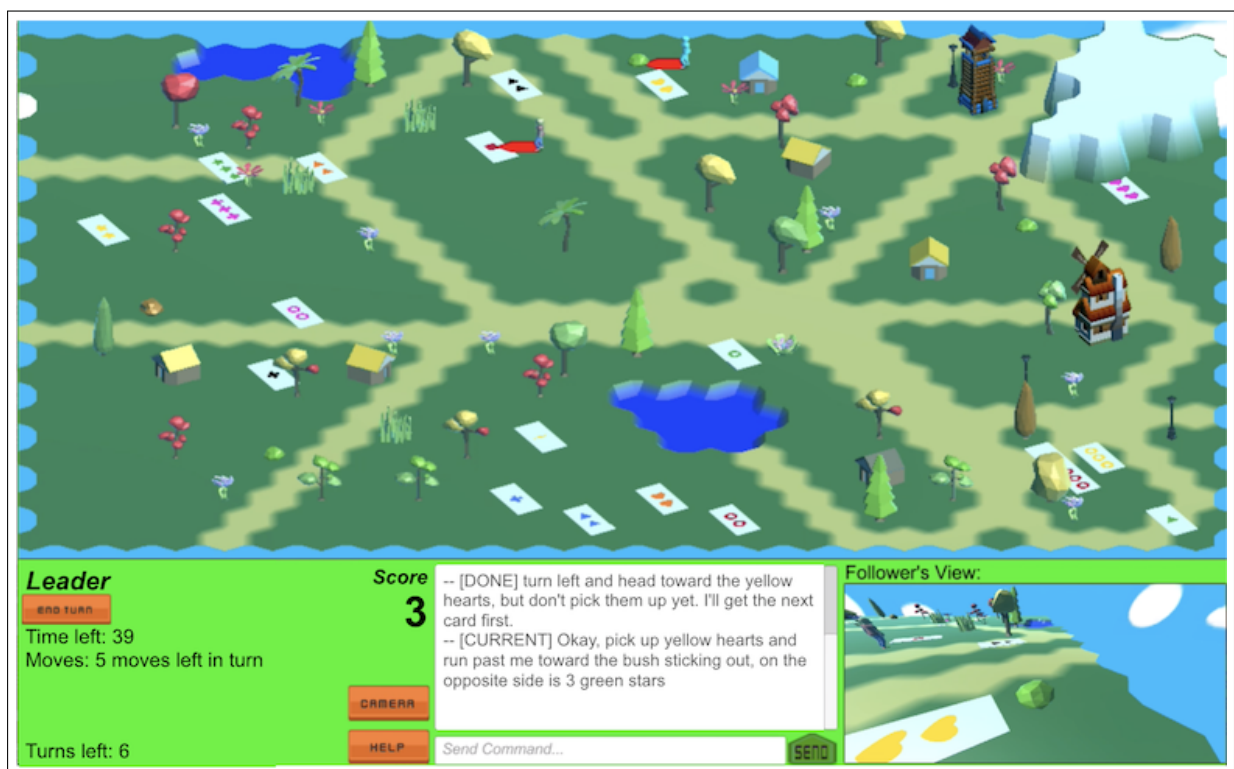 Leader
Score
END TURN
3
Time left: 39
Moves: 5 moves left in turn
CAMERA
Turns left: 6
HELP
-- [DONE] turn left and head toward the yellow
hearts, but don't pick them up yet. I'll get the next
card first.
-- [CURRENT] Okay, pick up yellow hearts and
run past me toward the bush sticking out, on the
opposite side is 3 green stars
Send Command...
SEND
Follower's View: